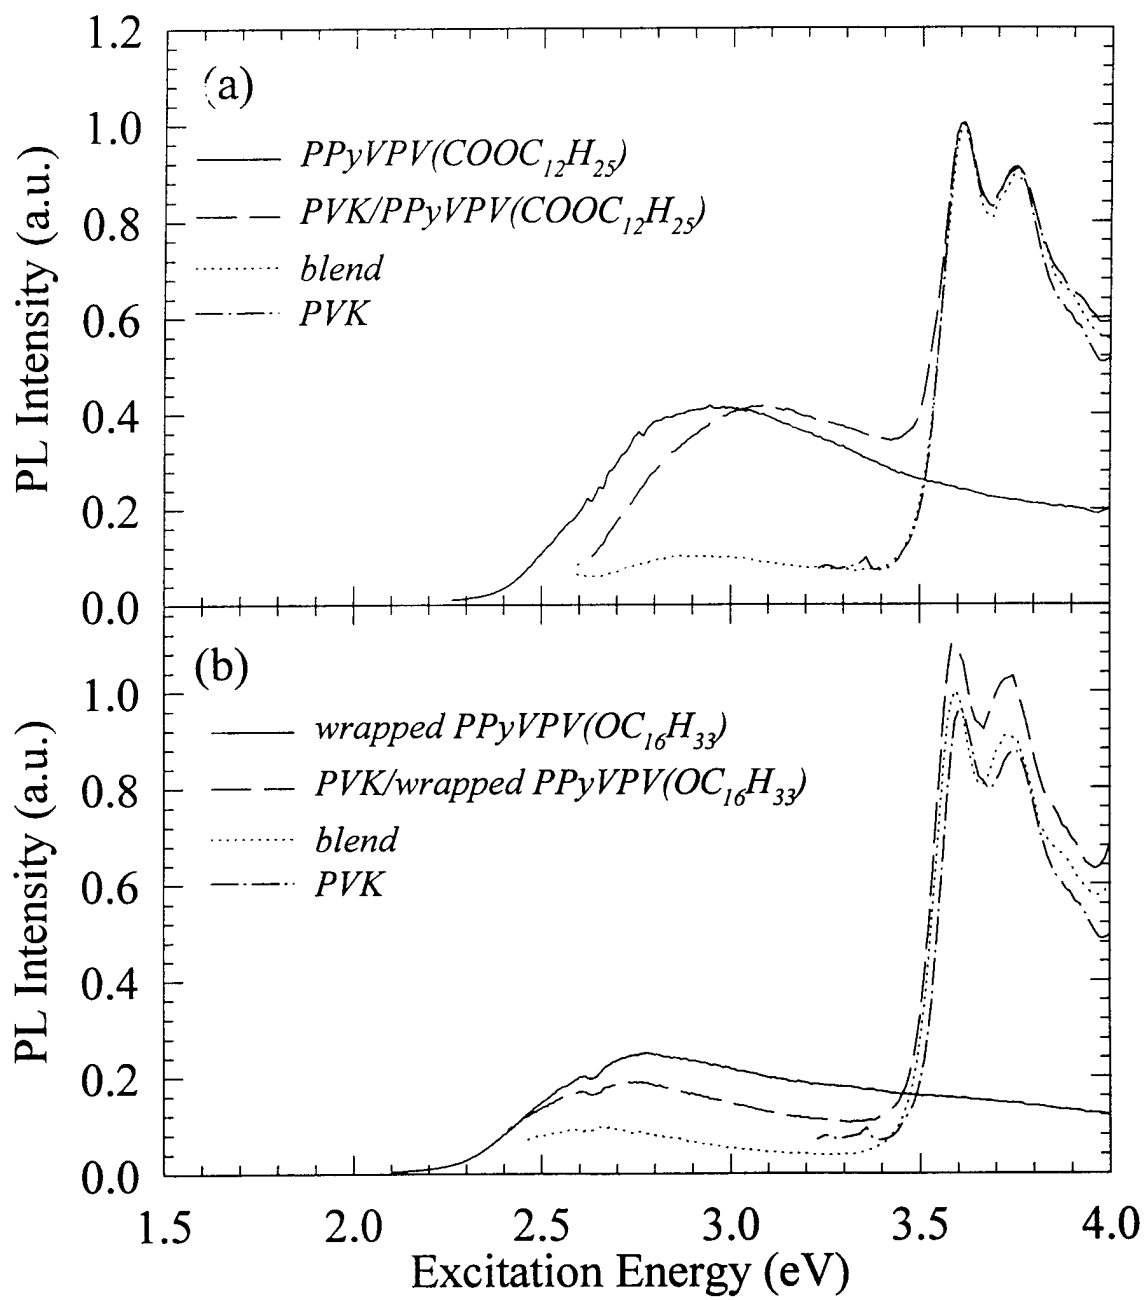 1.2
(a)
1.0
PPyVPV(COOC12H25)
PVK/PPyVPV(COOC12H25)
0.8
blend
PVK
0.6
0.4
0.2
0.0
PL Intensity (a.u.)
(b)
1.0
wrapped PPyVPV(OC16H33)
PVK/wrapped PPyVPV(OC16H33)
0.8
blend
PVK
0.6
0.4
0.2
0.0
PL Intensity (a.u.)
1.5 2.0 2.5 3.0 3.5 4.0
Excitation Energy (eV)